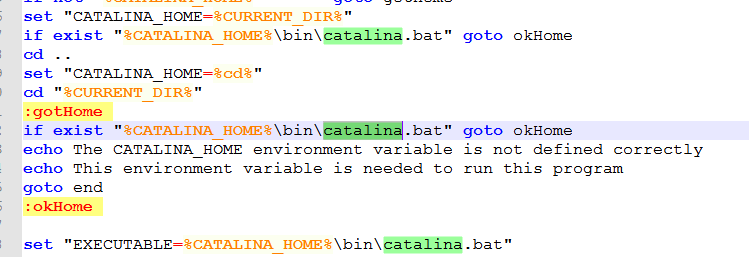 set "CATALINA_HOME=%CURRENT_DIR%"
if exist "%CATALINA_HOME%\bin\catalina.bat" goto okHome
cd ..
set "CATALINA_HOME=%cd%"
cd "%CURRENT_DIR%"
:gotHome
if exist "%CATALINA_HOME%\bin\catalina.bat" goto okHome
echo The CATALINA_HOME environment variable is not defined correctly
echo This environment variable is needed to run this program
goto end
:okHome
set "EXECUTABLE=%CATALINA_HOME%\bin\catalina.bat"